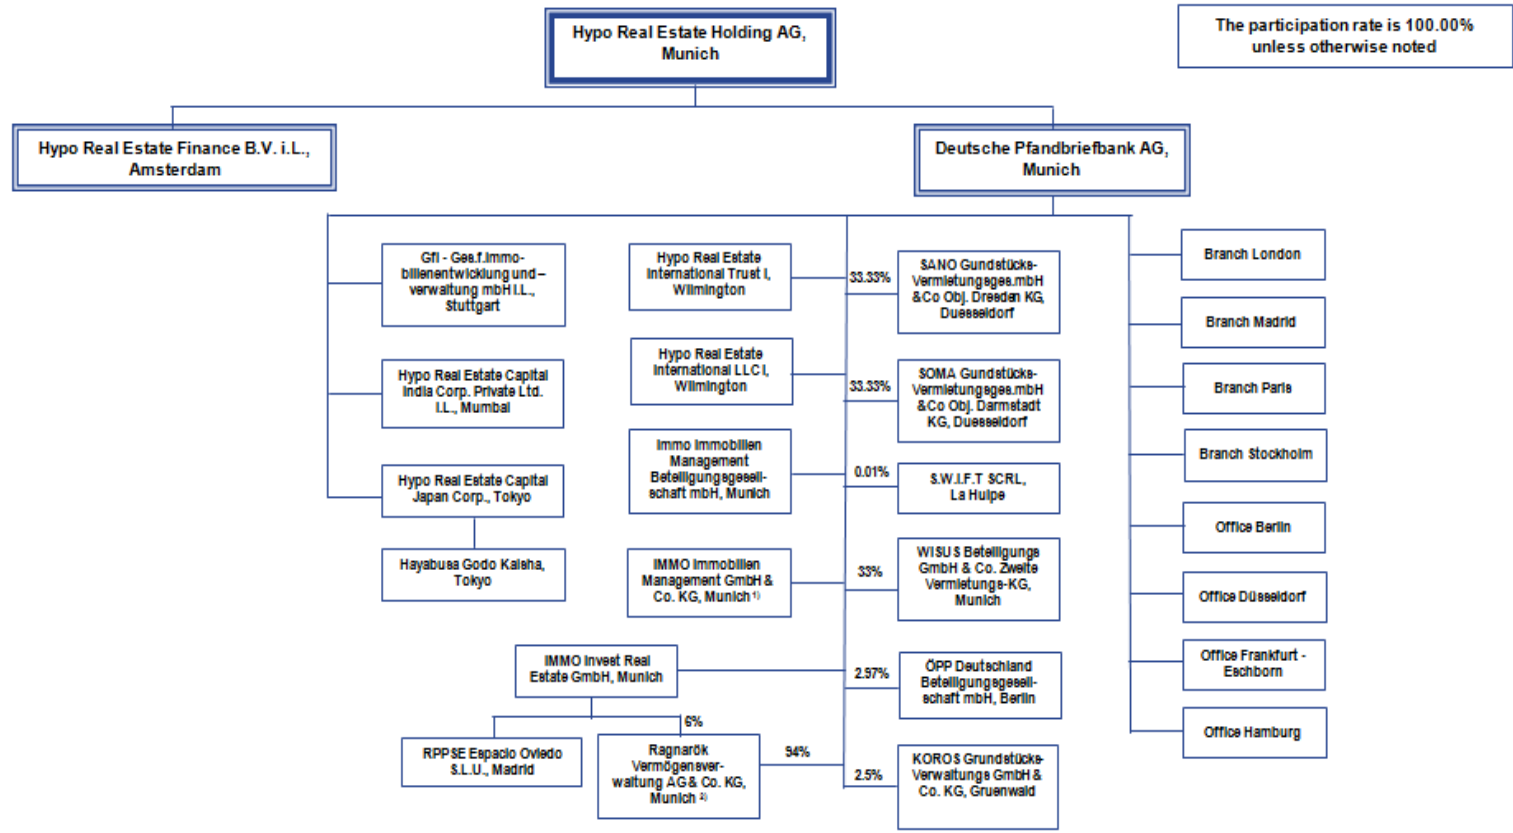 Hypo Real Estate Holding AG,
Munich
The participation rate is 100.00%
unless otherwise noted
Hypo Real Estate Finance B.V. i.L.,
Amsterdam
Deutsche Pfandbriefbank AG,
Munich
Gfi - Ges.f.Immo-
bilienentwicklung und –
verwaltung mbH i.L.,
Stuttgart
Hypo Real Estate Capital
India Corp. Private Ltd.
i.L., Mumbai
Hypo Real Estate Capital
Japan Corp., Tokyo
Hayabusa Godo Kaisha,
Tokyo
Hypo Real Estate
International Trust I,
Wilmington
Hypo Real Estate
International LLC I,
Wilmington
Immo Immobilien
Management
Beteiligungsgesell-
schaft mbH, Munich
IMMO Immobilien
Management GmbH &
Co. KG, Munich 1)
IMMO Invest Real
Estate GmbH, Munich
6%
RPPSE Espacio Oviedo
S.L.U., Madrid
Ragnarök
Vermögensver-
waltung AG & Co. KG,
Munich 2)
94%
33.33%
SANO Gundstücks-
Vermietungsges.mbH
&Co Obj. Dresden KG,
Duesseldorf
33.33%
SOMA Gundstücks-
Vermietungsges.mbH
&Co Obj. Darmstadt
KG, Duesseldorf
0.01%
S.W.I.F.T SCRL,
La Hulpe
33%
WISUS Beteiligungs
GmbH & Co. Zweite
Vermietungs-KG,
Munich
2.97%
ÖPP Deutschland
Beteiligungsgesell-
schaft mbH, Berlin
2.5%
KOROS Grundstücks-
Verwaltungs GmbH &
Co. KG, Gruenwald
Branch London
Branch Madrid
Branch Paris
Branch Stockholm
Office Berlin
Office Düsseldorf
Office Frankfurt -
Eschborn
Office Hamburg